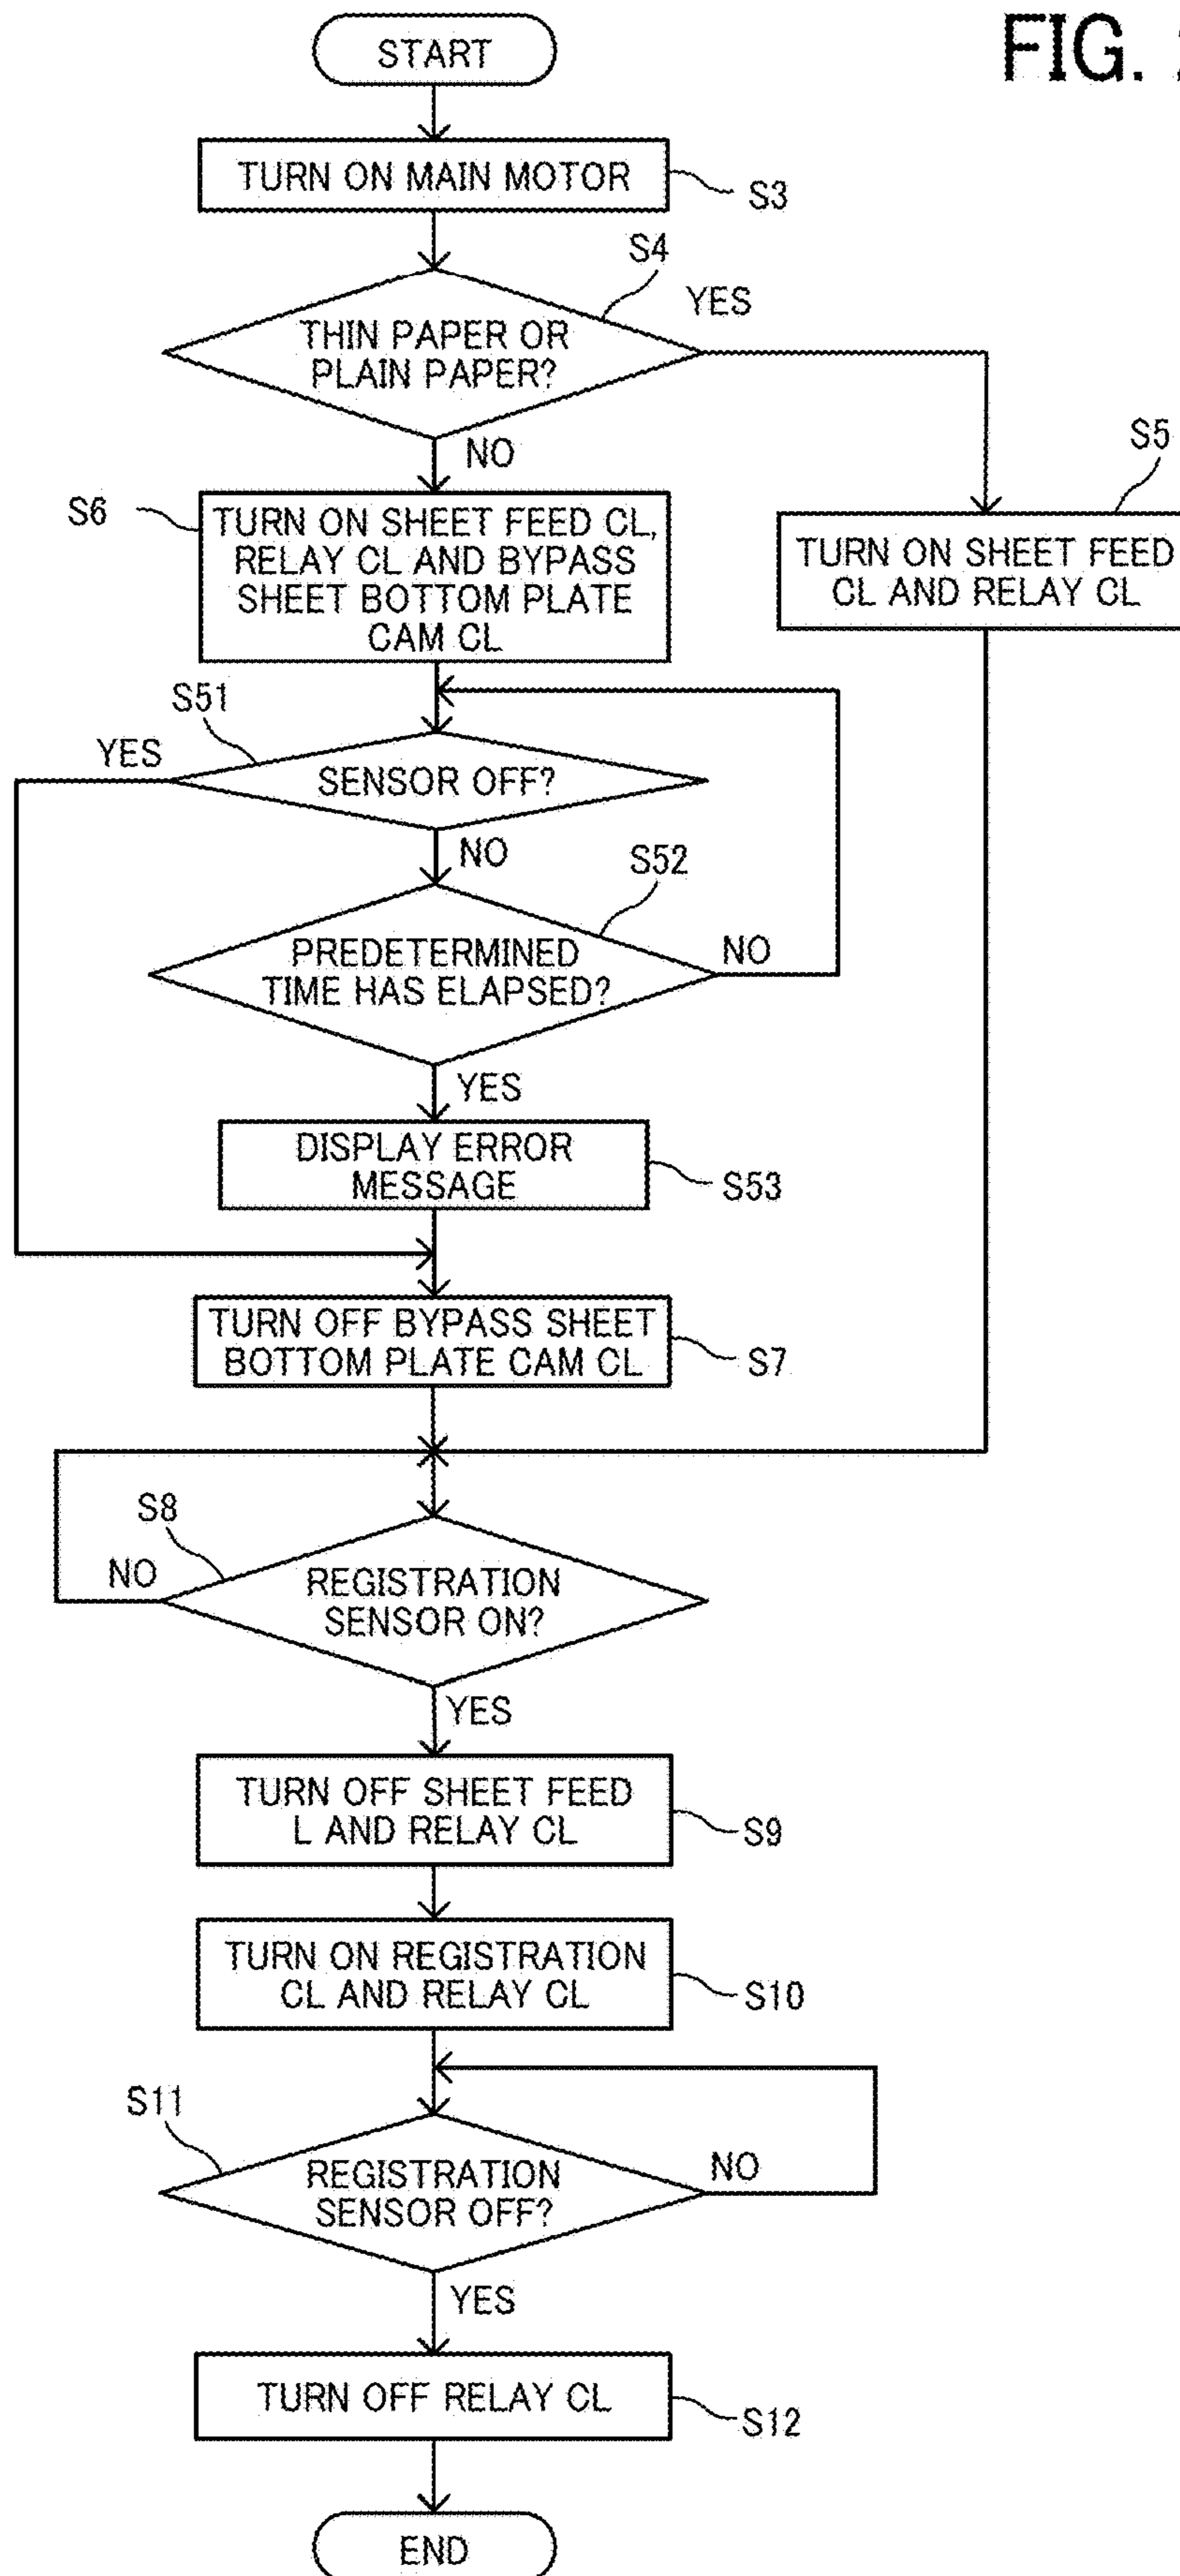 FIG.
START
TURN ON MAIN MOTOR
S3
S4
YES
THIN PAPER OR
PLAIN PAPER?
NO
S5
TURN ON SHEET FEED
CL AND RELAY CL
S6
TURN ON SHEET FEED CL,
RELAY CL AND BYPASS
SHEET BOTTOM PLATE
CAM CL
S51
YES
SENSOR OFF?
NO
S52
PREDETERMINED
TIME HAS ELAPSED?
NO
YES
DISPLAY ERROR
MESSAGE
S53
TURN OFF BYPASS SHEET
BOTTOM PLATE CAM CL
S7
S8
NO
REGISTRATION
SENSOR ON?
YES
TURN OFF SHEET FEED
L AND RELAY CL
S9
TURN ON REGISTRATION
CL AND RELAY CL
S10
S11
REGISTRATION
SENSOR OFF?
NO
YES
TURN OFF RELAY CL
S12
END